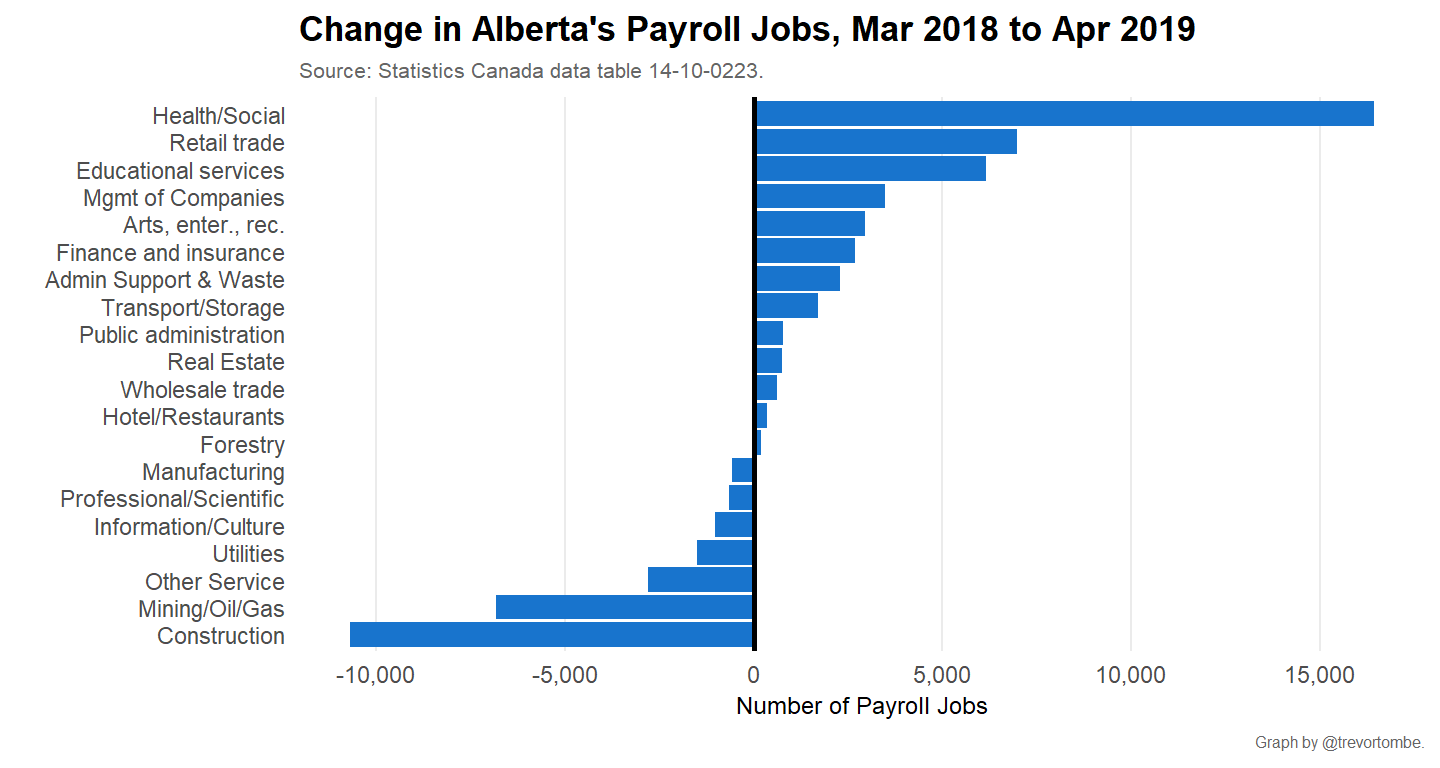 Change in Alberta's Payroll Jobs, Mar 2018 to Apr 2019
Source: Statistics Canada data table 14-10-0223.
Health/Social
Retail trade
Educational services
Mgmt of Companies
Arts, enter., rec.
Finance and insurance
Admin Support & Waste
Transport/Storage
Public administration
Real Estate
Wholesale trade
Hotel/Restaurants
Forestry
Manufacturing
Professional/Scientific
Information/Culture
Utilities
Other Service
Mining/Oil/Gas
Construction
-10,000 -5,000 0 5,000 10,000 15,000
Number of Payroll Jobs
Graph by @trevortombe.